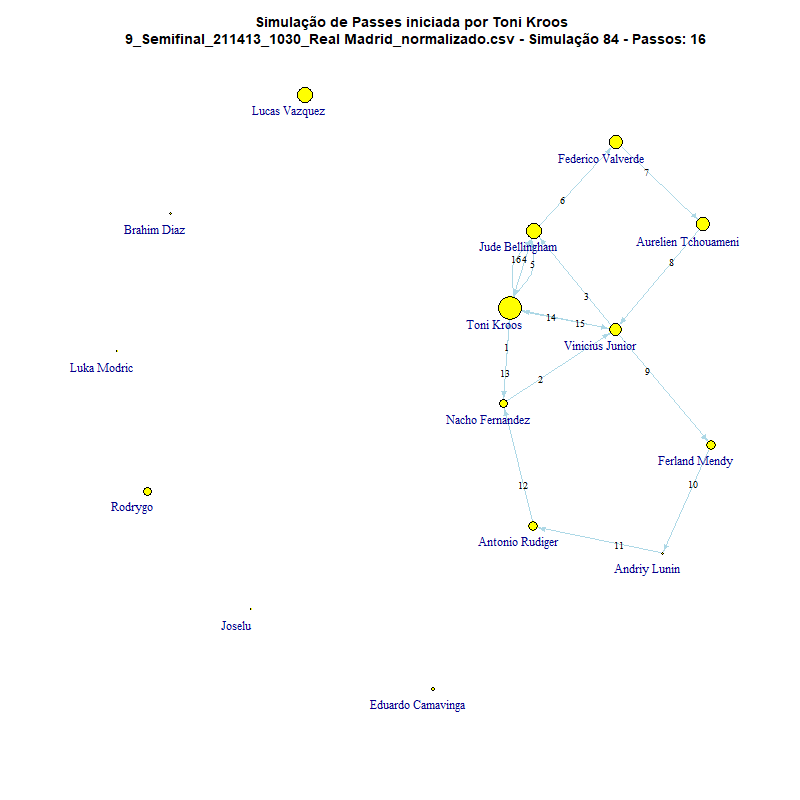 Simulação de Passes iniciada por Toni Kroos
9_Semifinal_211413_1030_Real Madrid_normalizado.csv - Simulação 84 - Passos: 16
Lucas Vazquez
Federico Valverde
7
6
Brahim Diaz
Aurelien Tchouameni
Jude Bellingham
16
4
5
8
3
Toni Kroos
14
15
Vinicius Junior
1
Luka Modric
13
2
9
Nacho Fernandez
Ferland Mendy
10
12
Rodrygo
Antonio Rudiger
11
Andriy Lunin
Joselu
Eduardo Camavinga